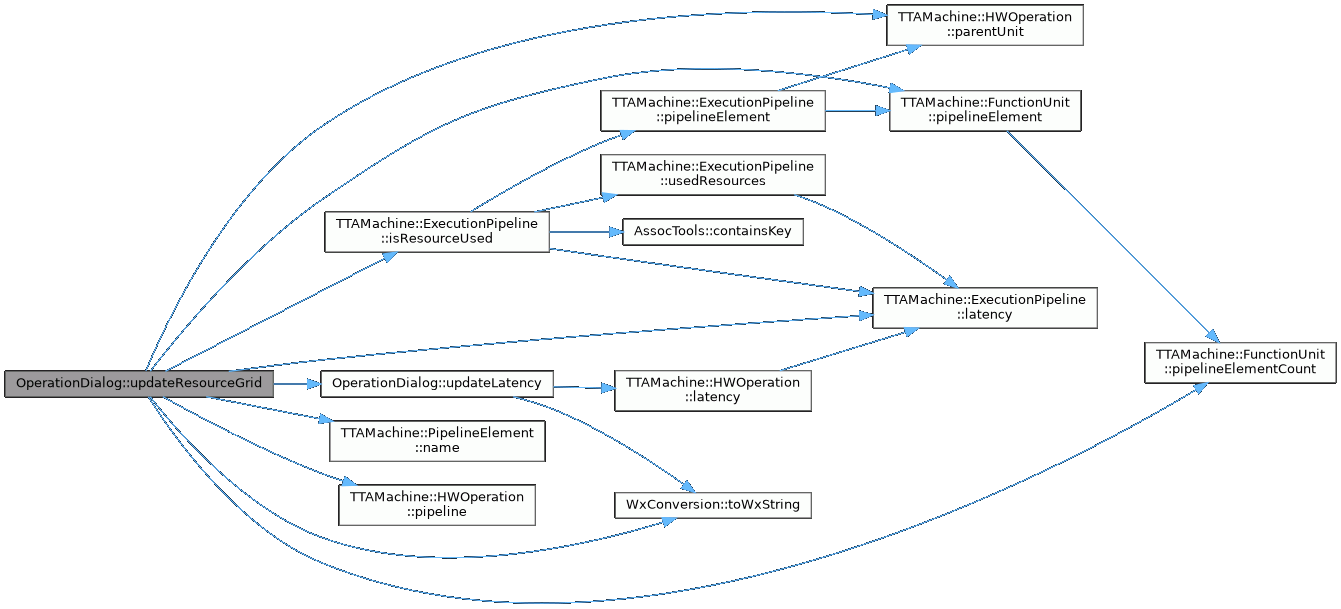 TTAMachine::HWOperation
::parentUnit
TTAMachine::ExecutionPipeline
::pipelineElement
TTAMachine::FunctionUnit
::pipelineElement
TTAMachine::ExecutionPipeline
::usedResources
TTAMachine::ExecutionPipeline
::isResourceUsed
AssocTools::containsKey
TTAMachine::ExecutionPipeline
::latency
TTAMachine::FunctionUnit
::pipelineElementCount
OperationDialog::updateResourceGrid
OperationDialog::updateLatency
TTAMachine::HWOperation
::latency
TTAMachine::PipelineElement
::name
TTAMachine::HWOperation
::pipeline
WxConversion::toWxString